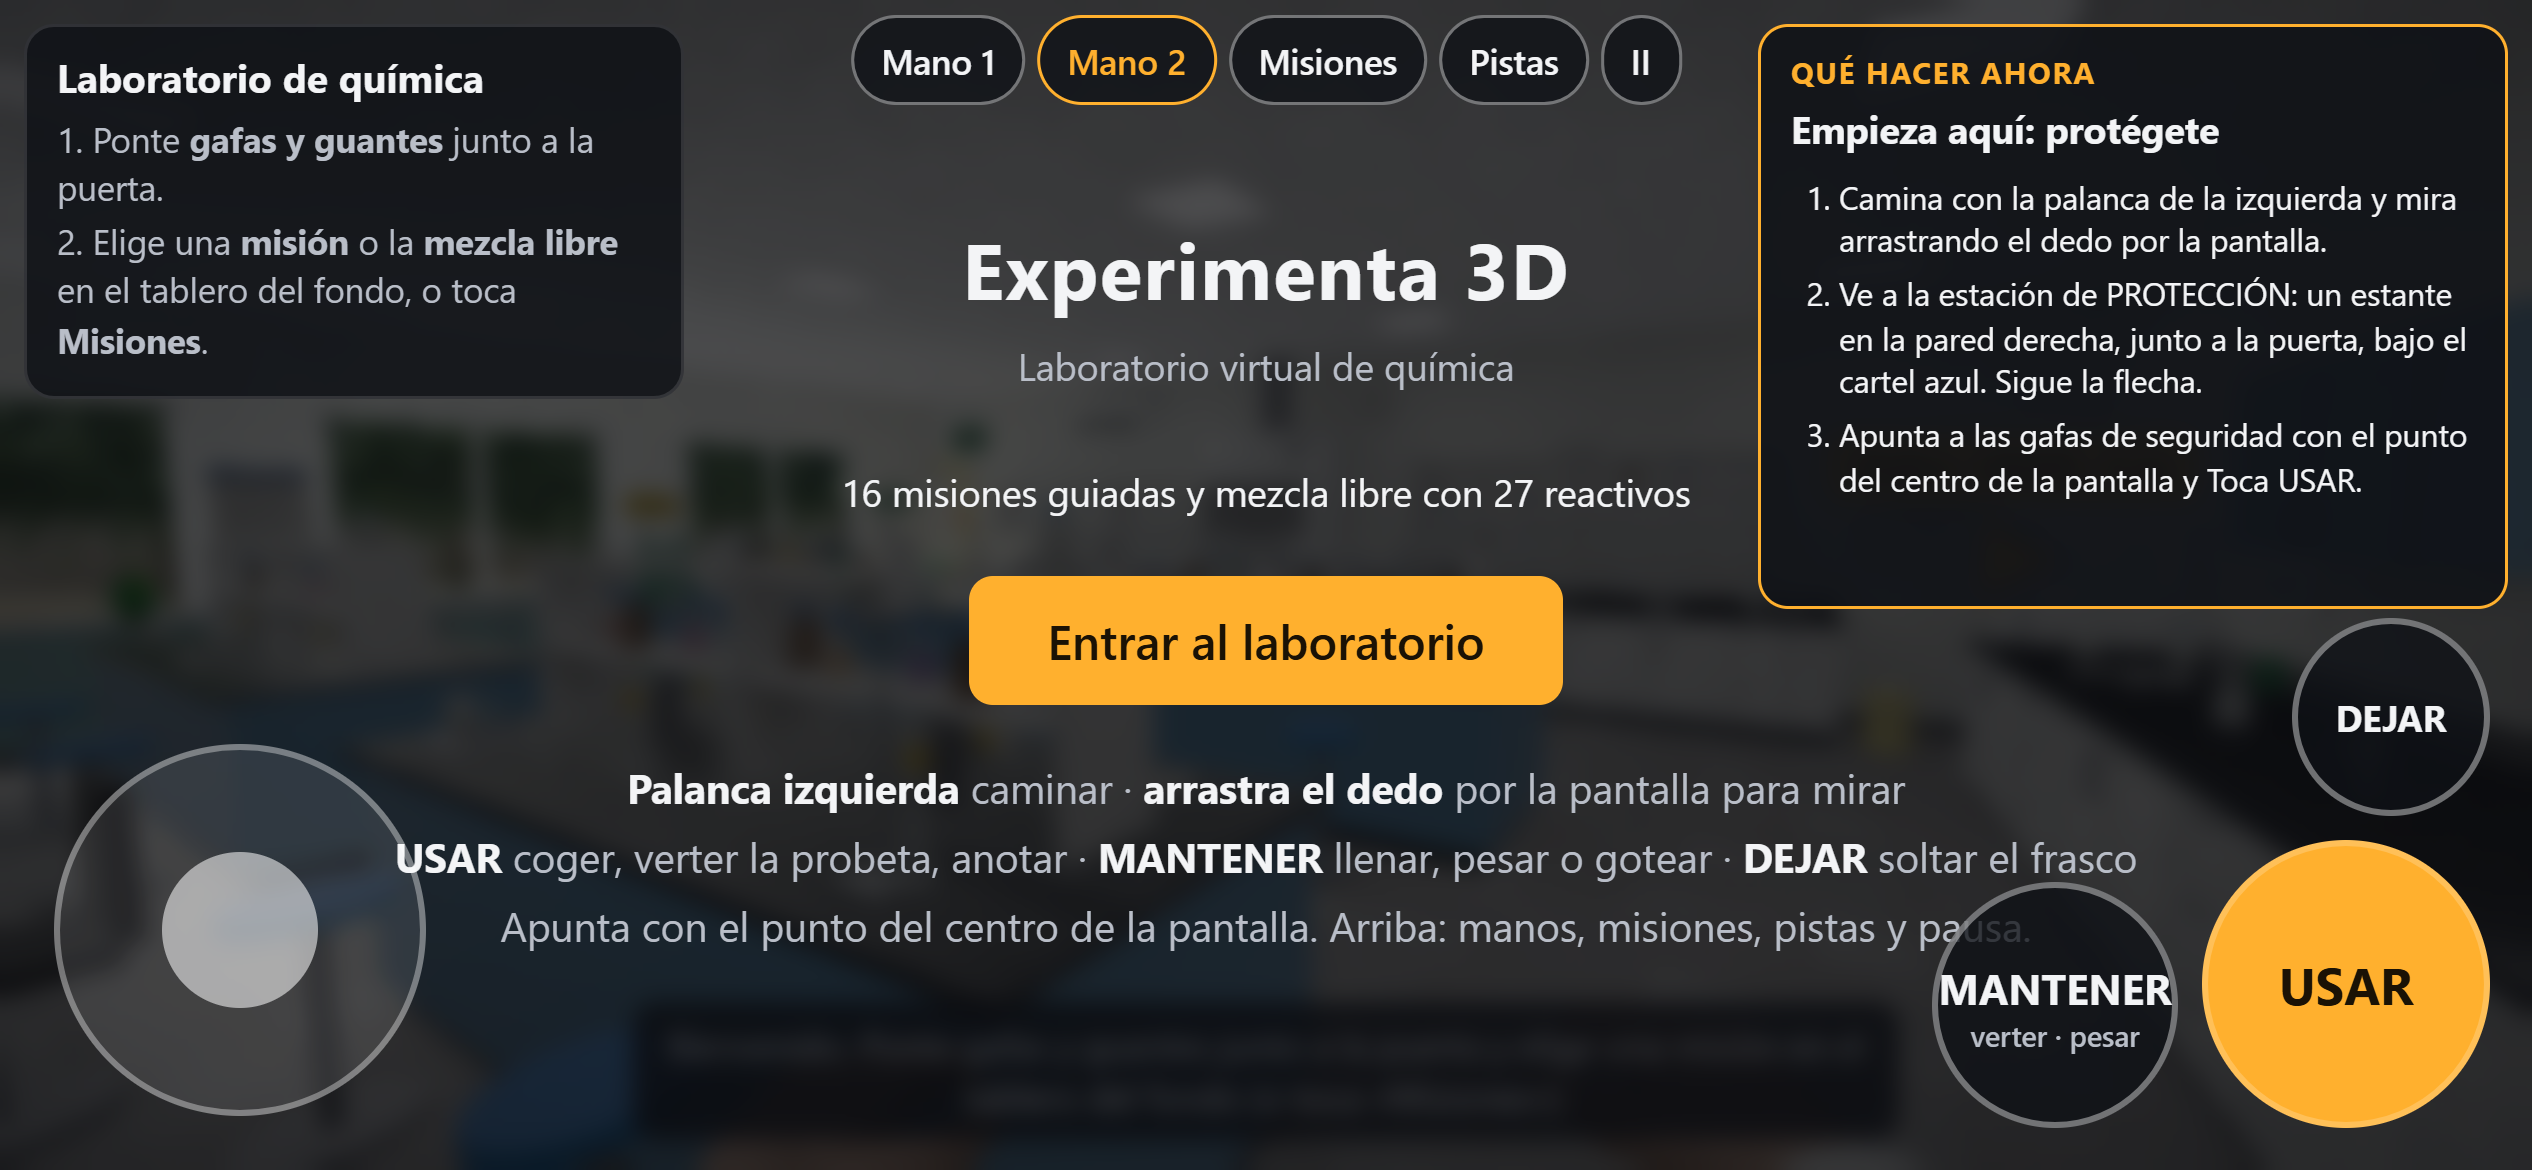 Laboratorio de química
1. Ponte gafas y guantes junto a la
puerta.
2. Elige una misión o la mezcla libre
en el tablero del fondo, o toca
Misiones.
Mano 1
Mano 2
Misiones
Pistas
II
QUÉ HACER AHORA
Empieza aquí: protégete
1. Camina con la palanca de la izquierda y mira
arrastrando el dedo por la pantalla.
2. Ve a la estación de PROTECCIÓN: un estante
en la pared derecha, junto a la puerta, bajo el
cartel azul. Sigue la flecha.
3. Apunta a las gafas de seguridad con el punto
del centro de la pantalla y Toca USAR.
Experimenta 3D
Laboratorio virtual de química
16 misiones guiadas y mezcla libre con 27 reactivos
Entrar al laboratorio
Palanca izquierda caminar · arrastra el dedo por la pantalla para mirar
USAR coger, verter la probeta, anotar · MANTENER llenar, pesar o gotear · DEJAR soltar el frasco
Apunta con el punto del centro de la pantalla. Arriba: manos, misiones, pistas y pausa.
DEJAR
MANTENER
verter · pesar
USAR